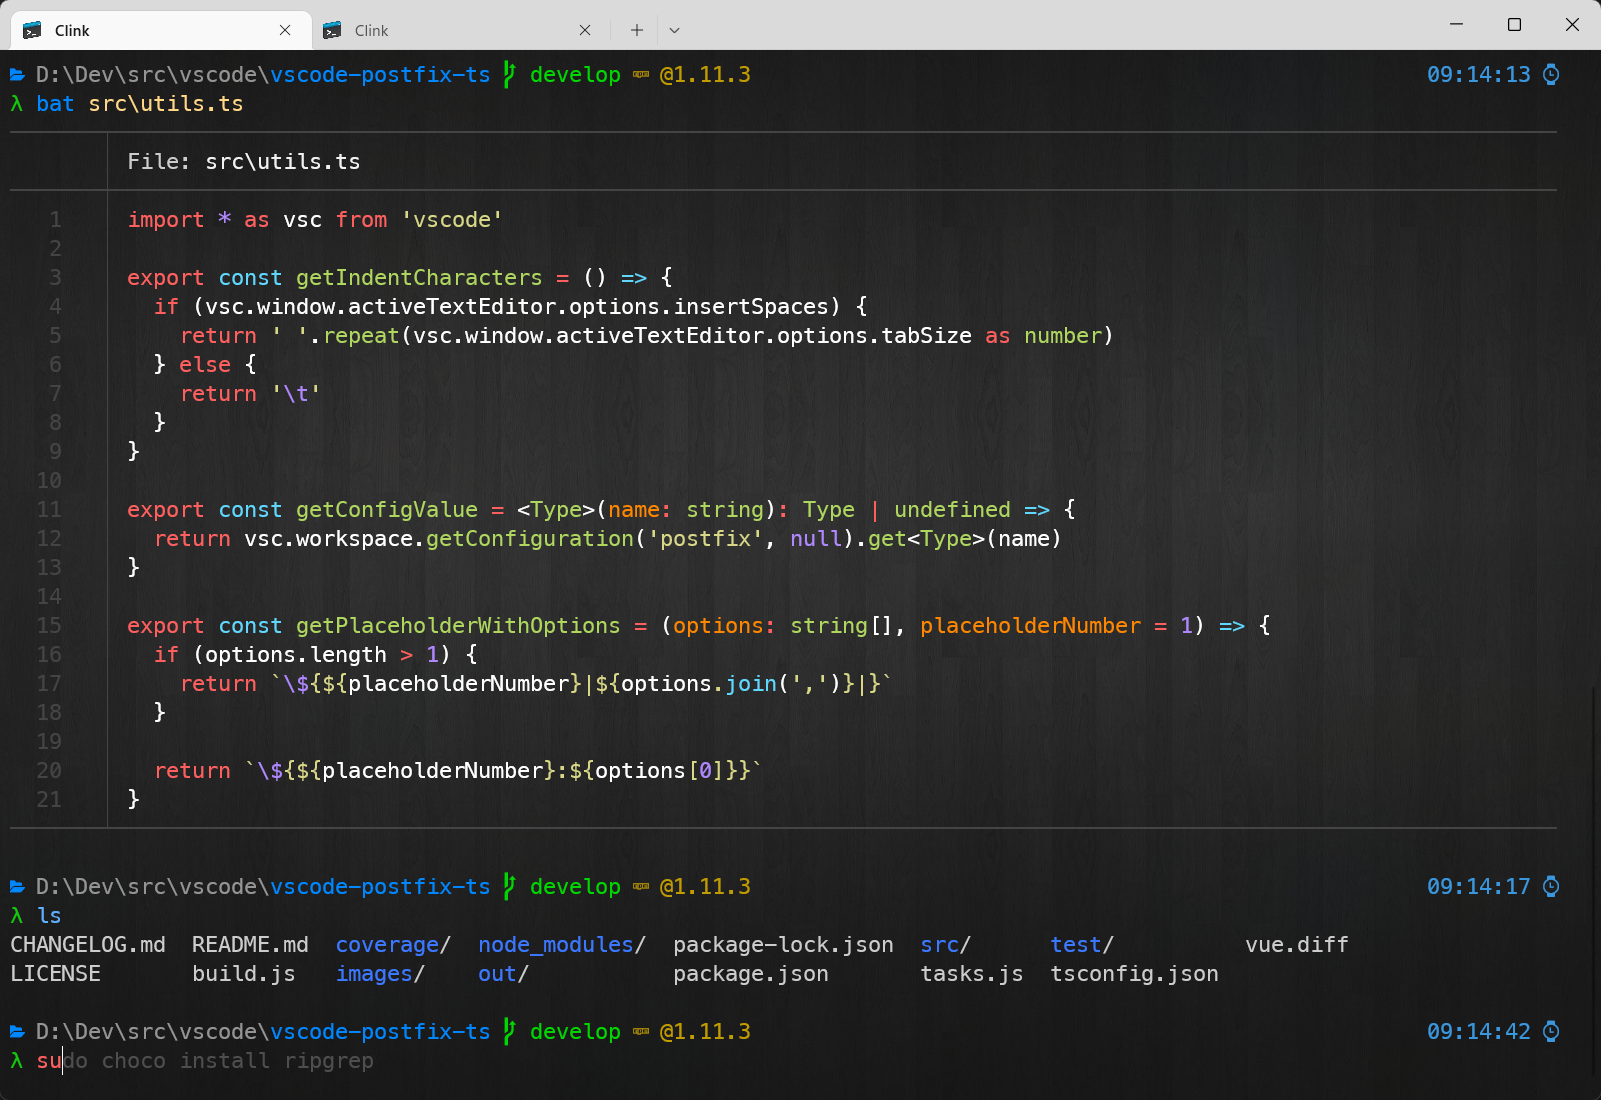 Clink Clink
D:\Dev\src\vscode\vscode-postfix-ts develop @1.11.3 09:14:13
λ bat src\utils.ts
File: src\utils.ts
1 import * as vsc from 'vscode'
2
3 export const getIndentCharacters = () => {
4   if (vsc.window.activeTextEditor.options.insertSpaces) {
5     return ' '.repeat(vsc.window.activeTextEditor.options.tabSize as number)
6   } else {
7     return '\t'
8   }
9 }
10
11 export const getConfigValue = <Type>(name: string): Type | undefined => {
12   return vsc.workspace.getConfiguration('postfix', null).get<Type>(name)
13 }
14
15 export const getPlaceholderWithOptions = (options: string[], placeholderNumber = 1) => {
16   if (options.length > 1) {
17     return `\${${placeholderNumber}|${options.join(',')}|}`
18   }
19
20   return `\${${placeholderNumber}:${options[0]}}`
21 }
D:\Dev\src\vscode\vscode-postfix-ts develop @1.11.3 09:14:17
λ ls
CHANGELOG.md README.md coverage/ node_modules/ package-lock.json src/ test/ vue.diff
LICENSE build.js images/ out/ package.json tasks.js tsconfig.json
D:\Dev\src\vscode\vscode-postfix-ts develop @1.11.3 09:14:42
λ sudo choco install ripgrep